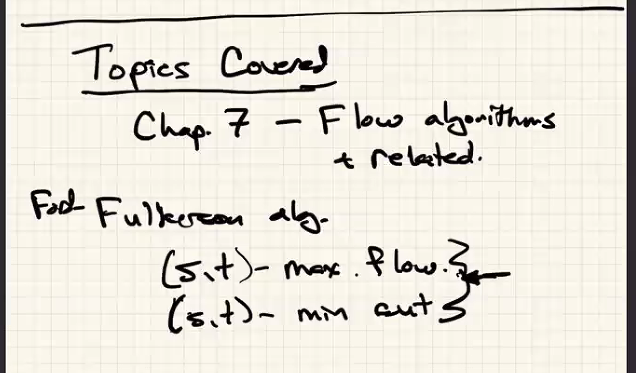 Topics Covered
Chap. 7 - Flow algorithms
+ related.
Ford Fulkerson alg.
(s,t)- max. flow.
(s,t)- min cut